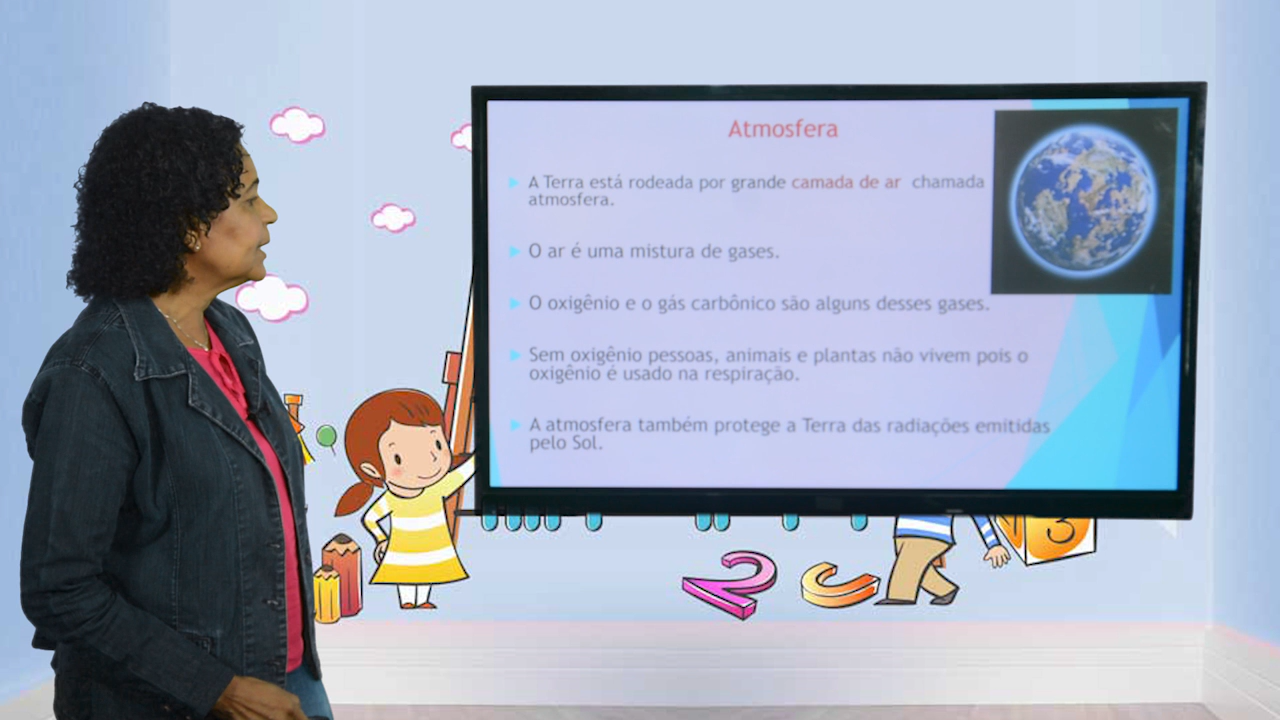 Atmosfera
A Terra está rodeada por grande camada de ar chamada
atmosfera.
O ar é uma mistura de gases.
O oxigênio e o gás carbônico são alguns desses gases.
Sem oxigênio pessoas, animais e plantas não vivem pois o
oxigênio é usado na respiração.
A atmosfera também protege a Terra das radiações emitidas
pelo Sol.
2
3